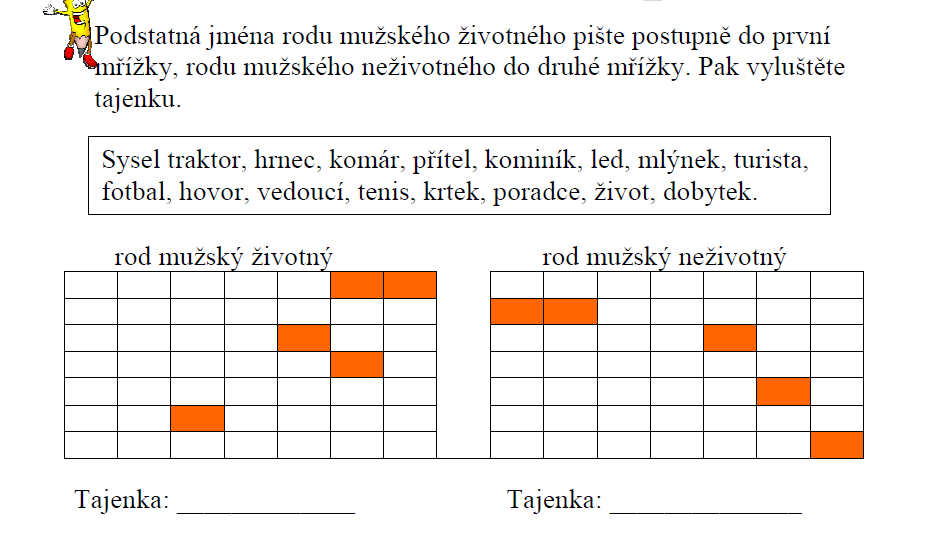 Podstatná jména rodu mužského životného pište postupně do první
mřížky, rodu mužského neživotného do druhé mřížky. Pak vyluštěte
tajenku.
Sysel traktor, hrnec, komár, přítel, kominík, led, mlýnek, turista,
fotbal, hovor, vedoucí, tenis, krtek, poradce, život, dobytek.
rod mužský životný
rod mužský neživotný
Tajenka: _____________
Tajenka: ______________